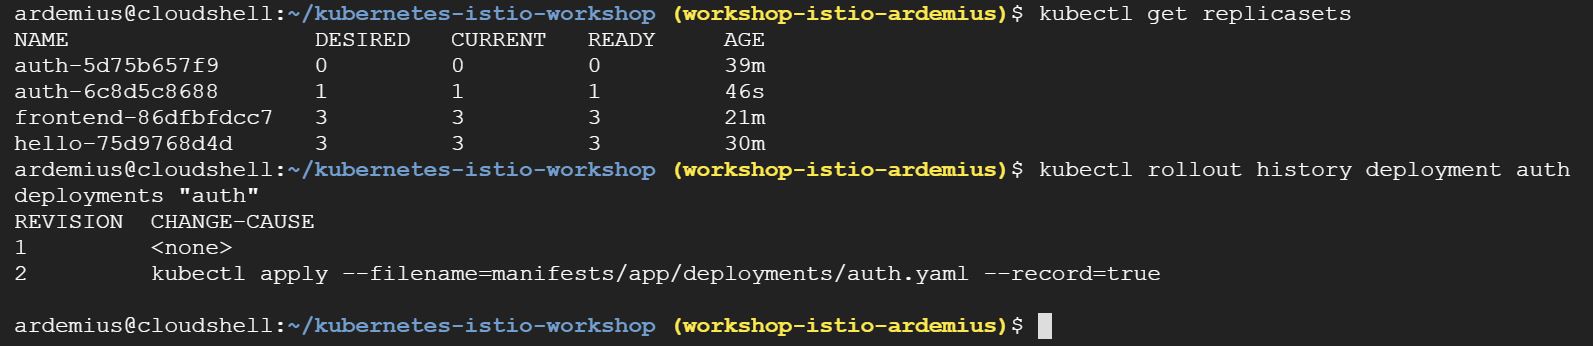 ardemius@cloudshell:~/kubernetes-istio-workshop (workshop-istio-ardemius)$ kubectl get replicasets
NAME                  DESIRED   CURRENT   READY     AGE
auth-5d75b657f9       0         0         0         39m
auth-6c8d5c8688       1         1         1         46s
frontend-86dfbfdcc7   3         3         3         21m
hello-75d9768d4d      3         3         3         30m
ardemius@cloudshell:~/kubernetes-istio-workshop (workshop-istio-ardemius)$ kubectl rollout history deployment auth
deployments "auth"
REVISION  CHANGE-CAUSE
1         <none>
2         kubectl apply --filename=manifests/app/deployments/auth.yaml --record=true
ardemius@cloudshell:~/kubernetes-istio-workshop (workshop-istio-ardemius)$